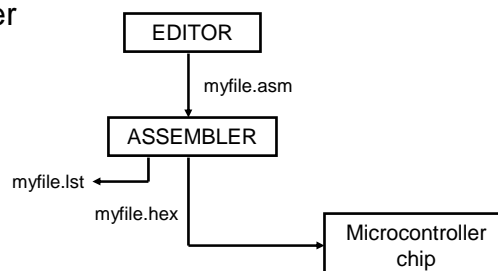 er
EDITOR
myfile.asm
ASSEMBLER
myfile.lst
myfile.hex
Microcontroller
chip